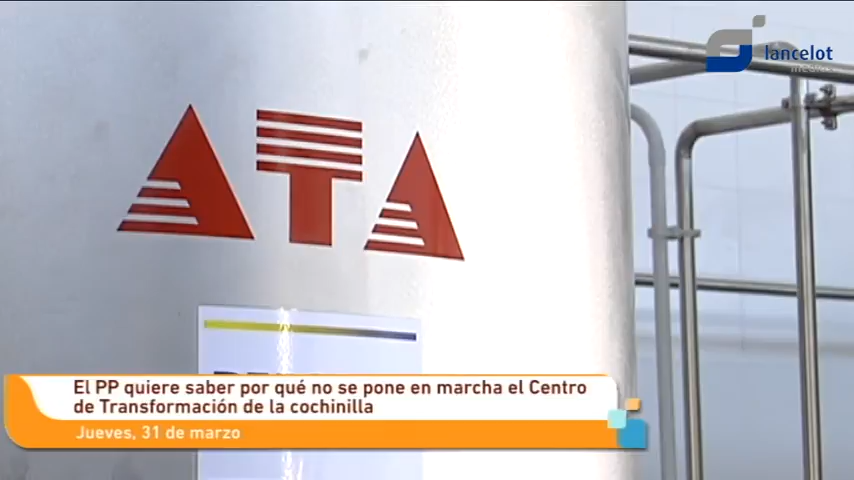 lancelot
ATA
El PP quiere saber por qué no se pone en marcha el Centro
de Transformación de la cochinilla
Jueves, 31 de marzo